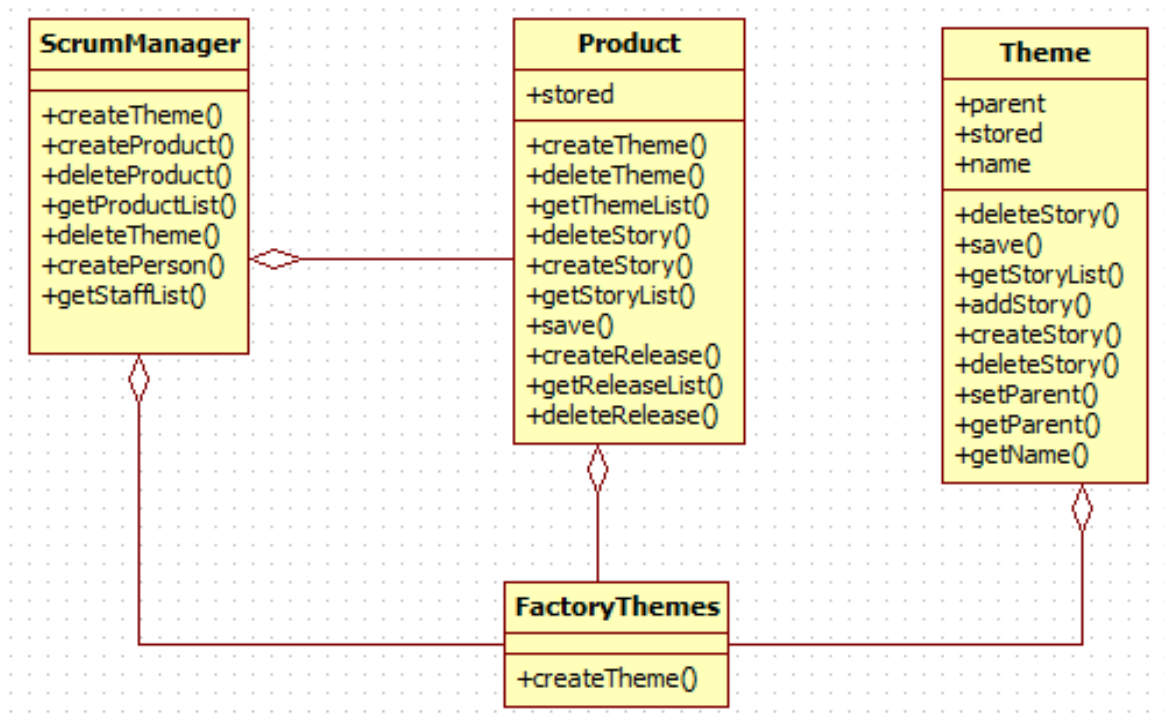 ScrumManager
+createTheme()
+createProduct()
+deleteProduct()
+getProductList()
+deleteTheme()
+createPerson()
+getStaffList()
Product
+stored
+createTheme()
+deleteTheme()
+getThemeList()
+deleteStory()
+createStory()
+getStoryList()
+save()
+createRelease()
+getReleaseList()
+deleteRelease()
Theme
+parent
+stored
+name
+deleteStory()
+save()
+getStoryList()
+addStory()
+createStory()
+deleteStory()
+setParent()
+getParent()
+getName()
FactoryThemes
+createTheme()